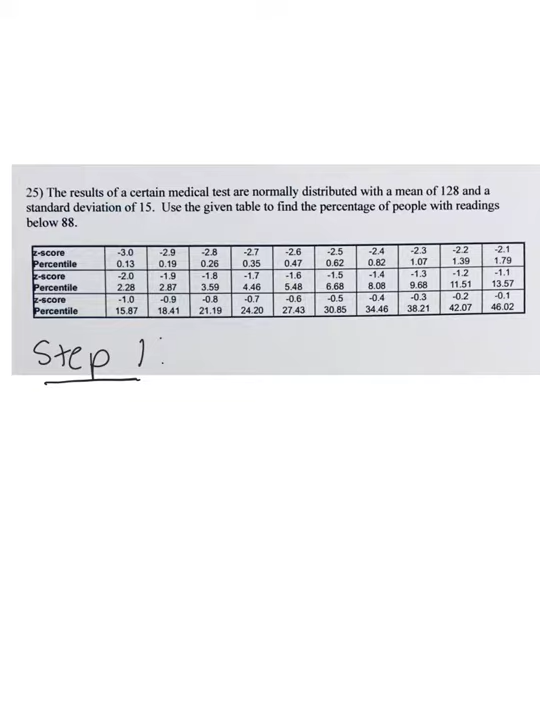 25) The results of a certain medical test are normally distributed with a mean of 128 and a
standard deviation of 15. Use the given table to find the percentage of people with readings
below 88.
z-score -3.0 -2.9 -2.8 -2.7 -2.6 -2.5 -2.4 -2.3 -2.2 -2.1
Percentile 0.13 0.19 0.26 0.35 0.47 0.62 0.82 1.07 1.39 1.79
z-score -2.0 -1.9 -1.8 -1.7 -1.6 -1.5 -1.4 -1.3 -1.2 -1.1
Percentile 2.28 2.87 3.59 4.46 5.48 6.68 8.08 9.68 11.51 13.57
z-score -1.0 -0.9 -0.8 -0.7 -0.6 -0.5 -0.4 -0.3 -0.2 -0.1
Percentile 15.87 18.41 21.19 24.20 27.43 30.85 34.46 38.21 42.07 46.02
Step 1: